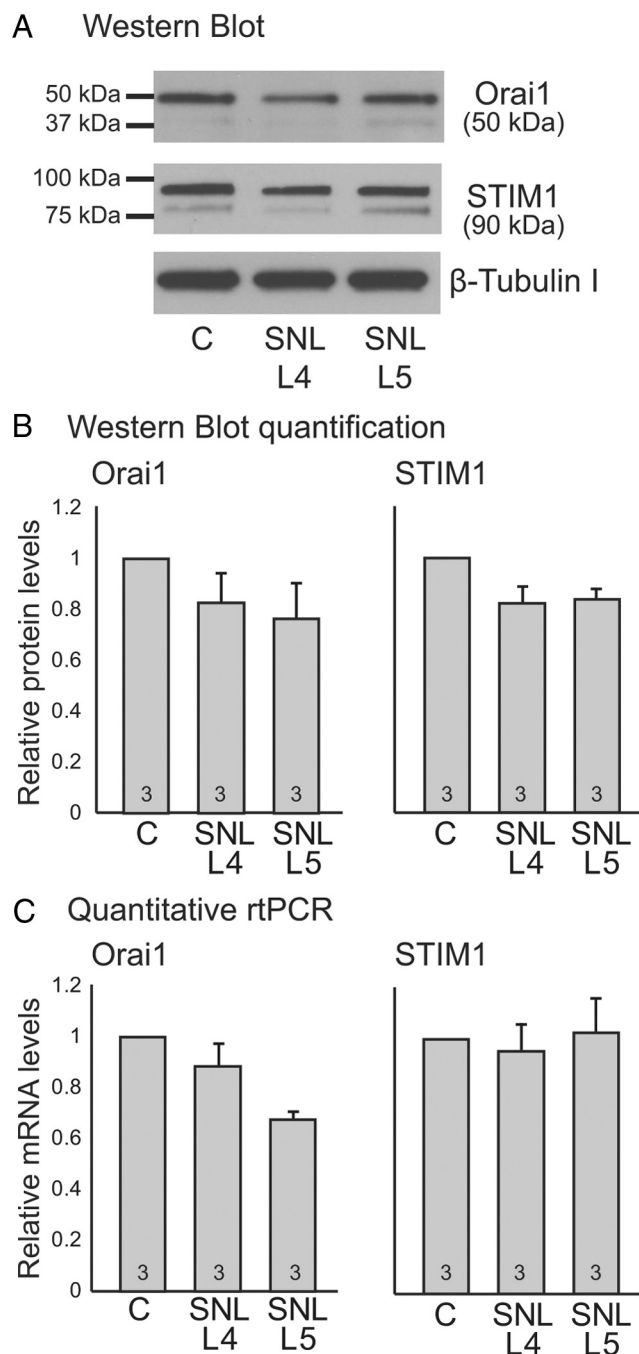 A Western Blot
50 kDa
37 kDa
Orai1
(50 kDa)
100 kDa
75 kDa
STIM1
(90 kDa)
β-Tubulin I
C SNL SNL
L4 L5
B Western Blot quantification
Orai1 STIM1
Relative protein levels
1.2
1
0.8
0.6
0.4
0.2
0
3 3 3 3 3 3
C SNL SNL C SNL SNL
L4 L5 L4 L5
C Quantitative rtPCR
Orai1 STIM1
Relative mRNA levels
1.2
1
0.8
0.6
0.4
0.2
0
3 3 3 3 3 3
C SNL SNL C SNL SNL
L4 L5 L4 L5